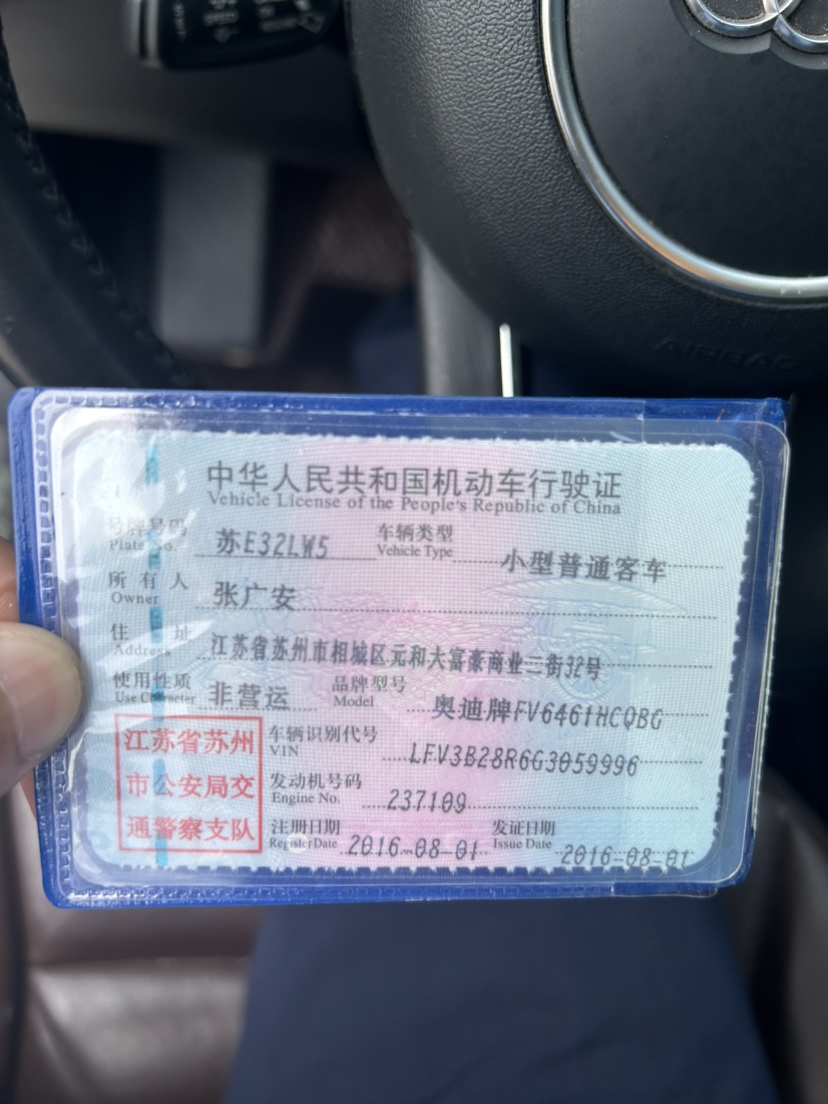 中华人民共和国机动车行驶证
Vehicle License of the People's Republic of China
号牌号码 苏E32LW5 车辆类型 小型普通客车
Plate No. Vehicle Type
所有人 张广安
Owner
住址 江苏省苏州市相城区元和大富豪商业三街32号
Address
使用性质 非营运 品牌型号 奥迪牌FV6461HCQBG
Use Character Model
江苏省苏州 车辆识别代号 LFV3B28R6G3059996
VIN
市公安局交 发动机号码 237109
Engine No.
通警察支队 注册日期 2016-08-01 发证日期 2016-08-01
Register Date Issue Date
AIRBAG